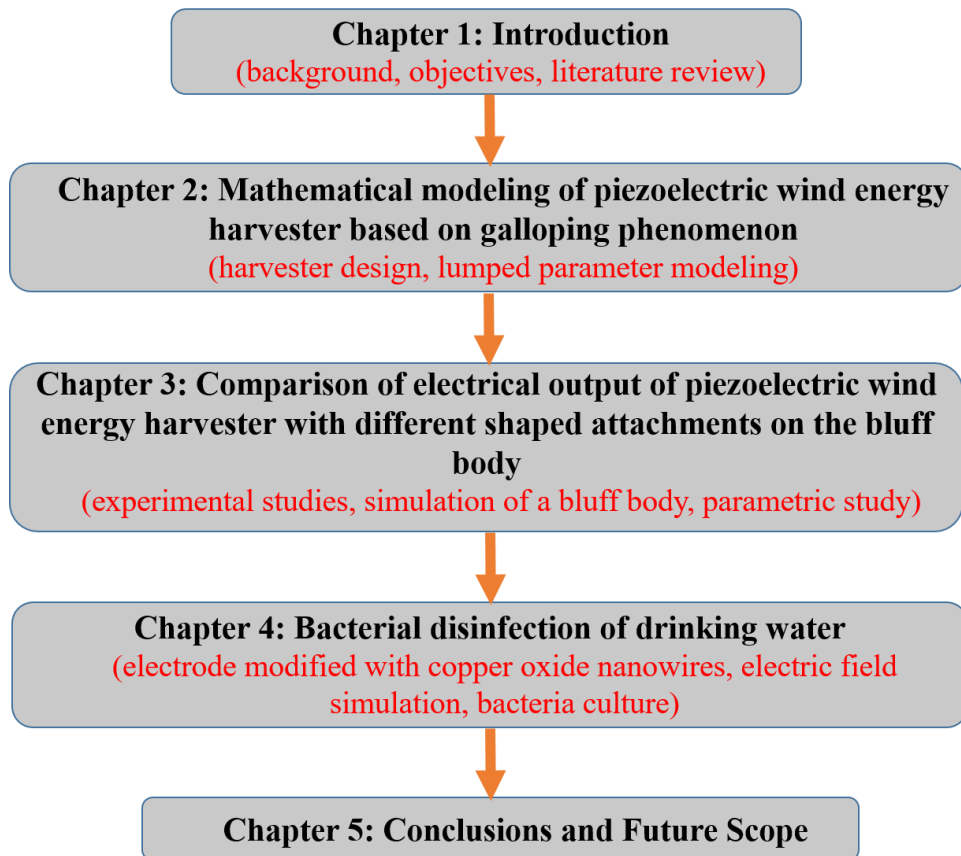 Chapter 1: Introduction
(background, objectives, literature review)
Chapter 2: Mathematical modeling of piezoelectric wind energy
harvester based on galloping phenomenon
(harvester design, lumped parameter modeling)
Chapter 3: Comparison of electrical output of piezoelectric wind
energy harvester with different shaped attachments on the bluff
body
(experimental studies, simulation of a bluff body, parametric study)
Chapter 4: Bacterial disinfection of drinking water
(electrode modified with copper oxide nanowires, electric field
simulation, bacteria culture)
Chapter 5: Conclusions and Future Scope